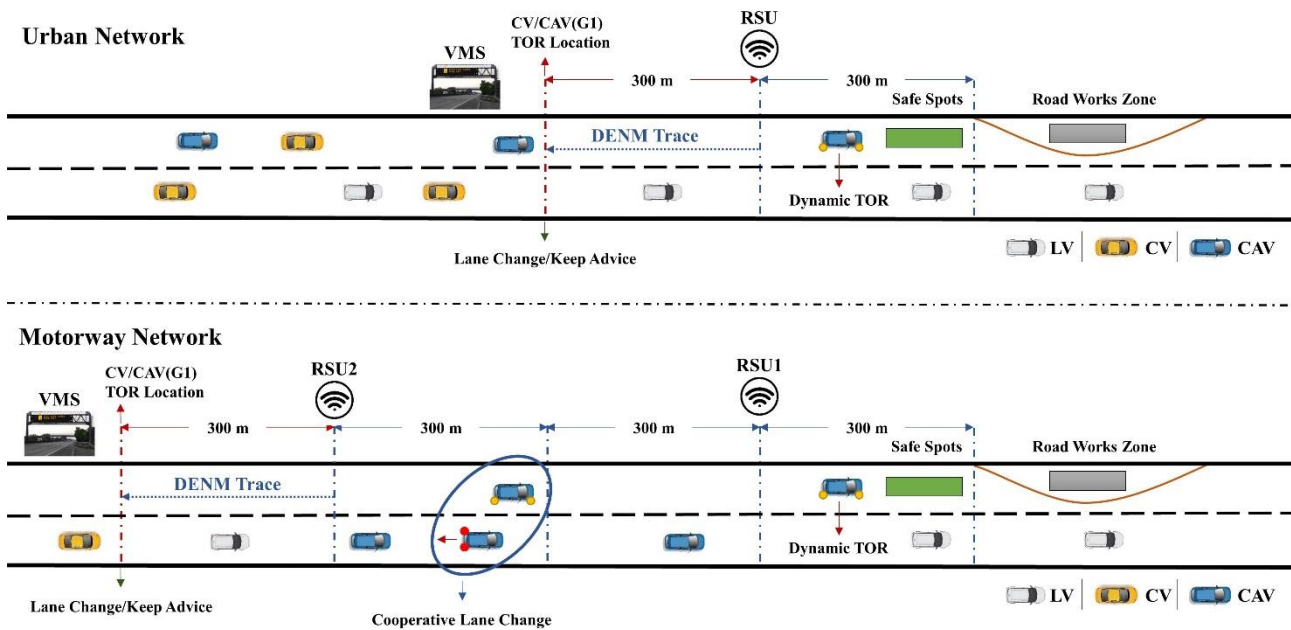 Urban Network
CV/CAV(G1)
TOR Location
RSU
VMS
300 m
300 m
Safe Spots
Road Works Zone
DENM Trace
Dynamic TOR
Lane Change/Keep Advice
LV
CV
CAV
Motorway Network
CV/CAV(G1)
TOR Location
RSU2
RSU1
VMS
300 m
300 m
300 m
300 m
Safe Spots
Road Works Zone
DENM Trace
Dynamic TOR
Lane Change/Keep Advice
Cooperative Lane Change
LV
CV
CAV